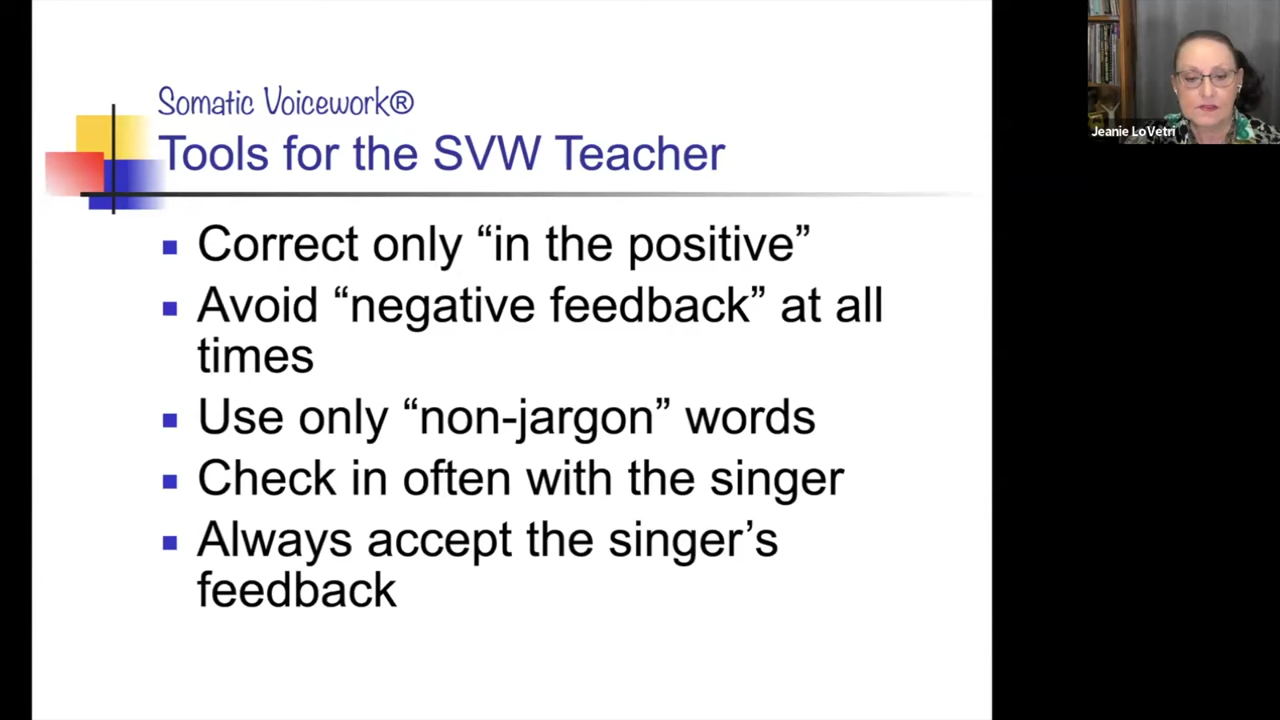 Somatic Voicework®
Tools for the SVW Teacher
Correct only “in the positive”
Avoid “negative feedback” at all
times
Use only “non-jargon” words
Check in often with the singer
Always accept the singer’s
feedback
Jeanie LoVetri